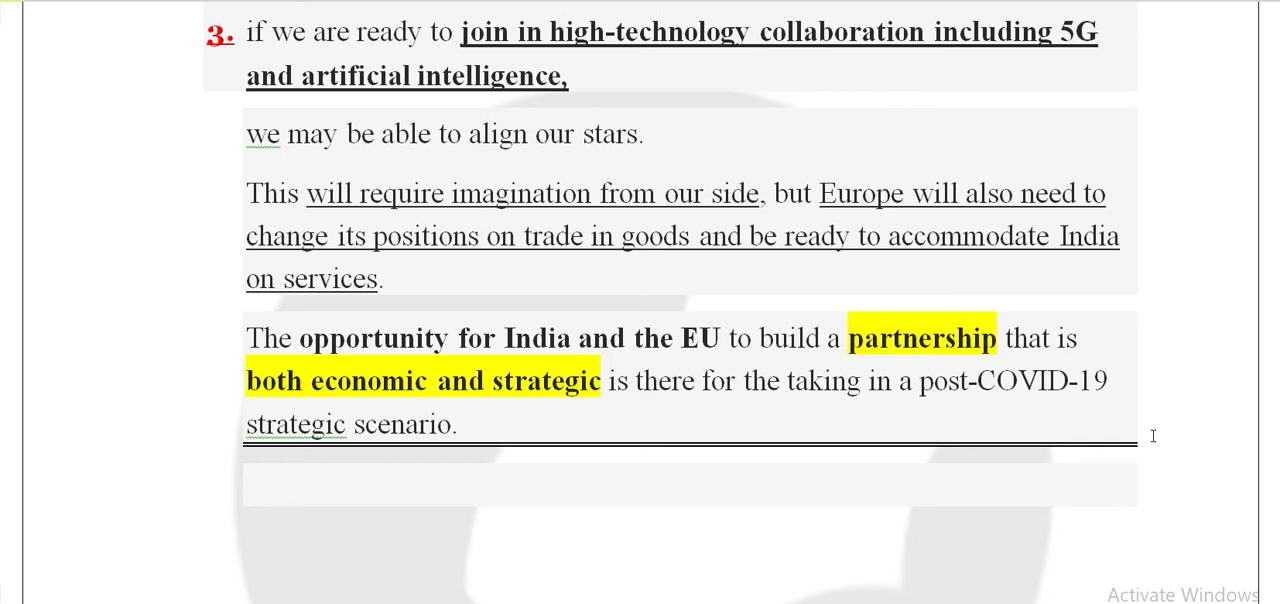 3. if we are ready to join in high-technology collaboration including 5G
and artificial intelligence,
we may be able to align our stars.
This will require imagination from our side, but Europe will also need to
change its positions on trade in goods and be ready to accommodate India
on services.
The opportunity for India and the EU to build a partnership that is
both economic and strategic is there for the taking in a post-COVID-19
strategic scenario.
Activate Windows